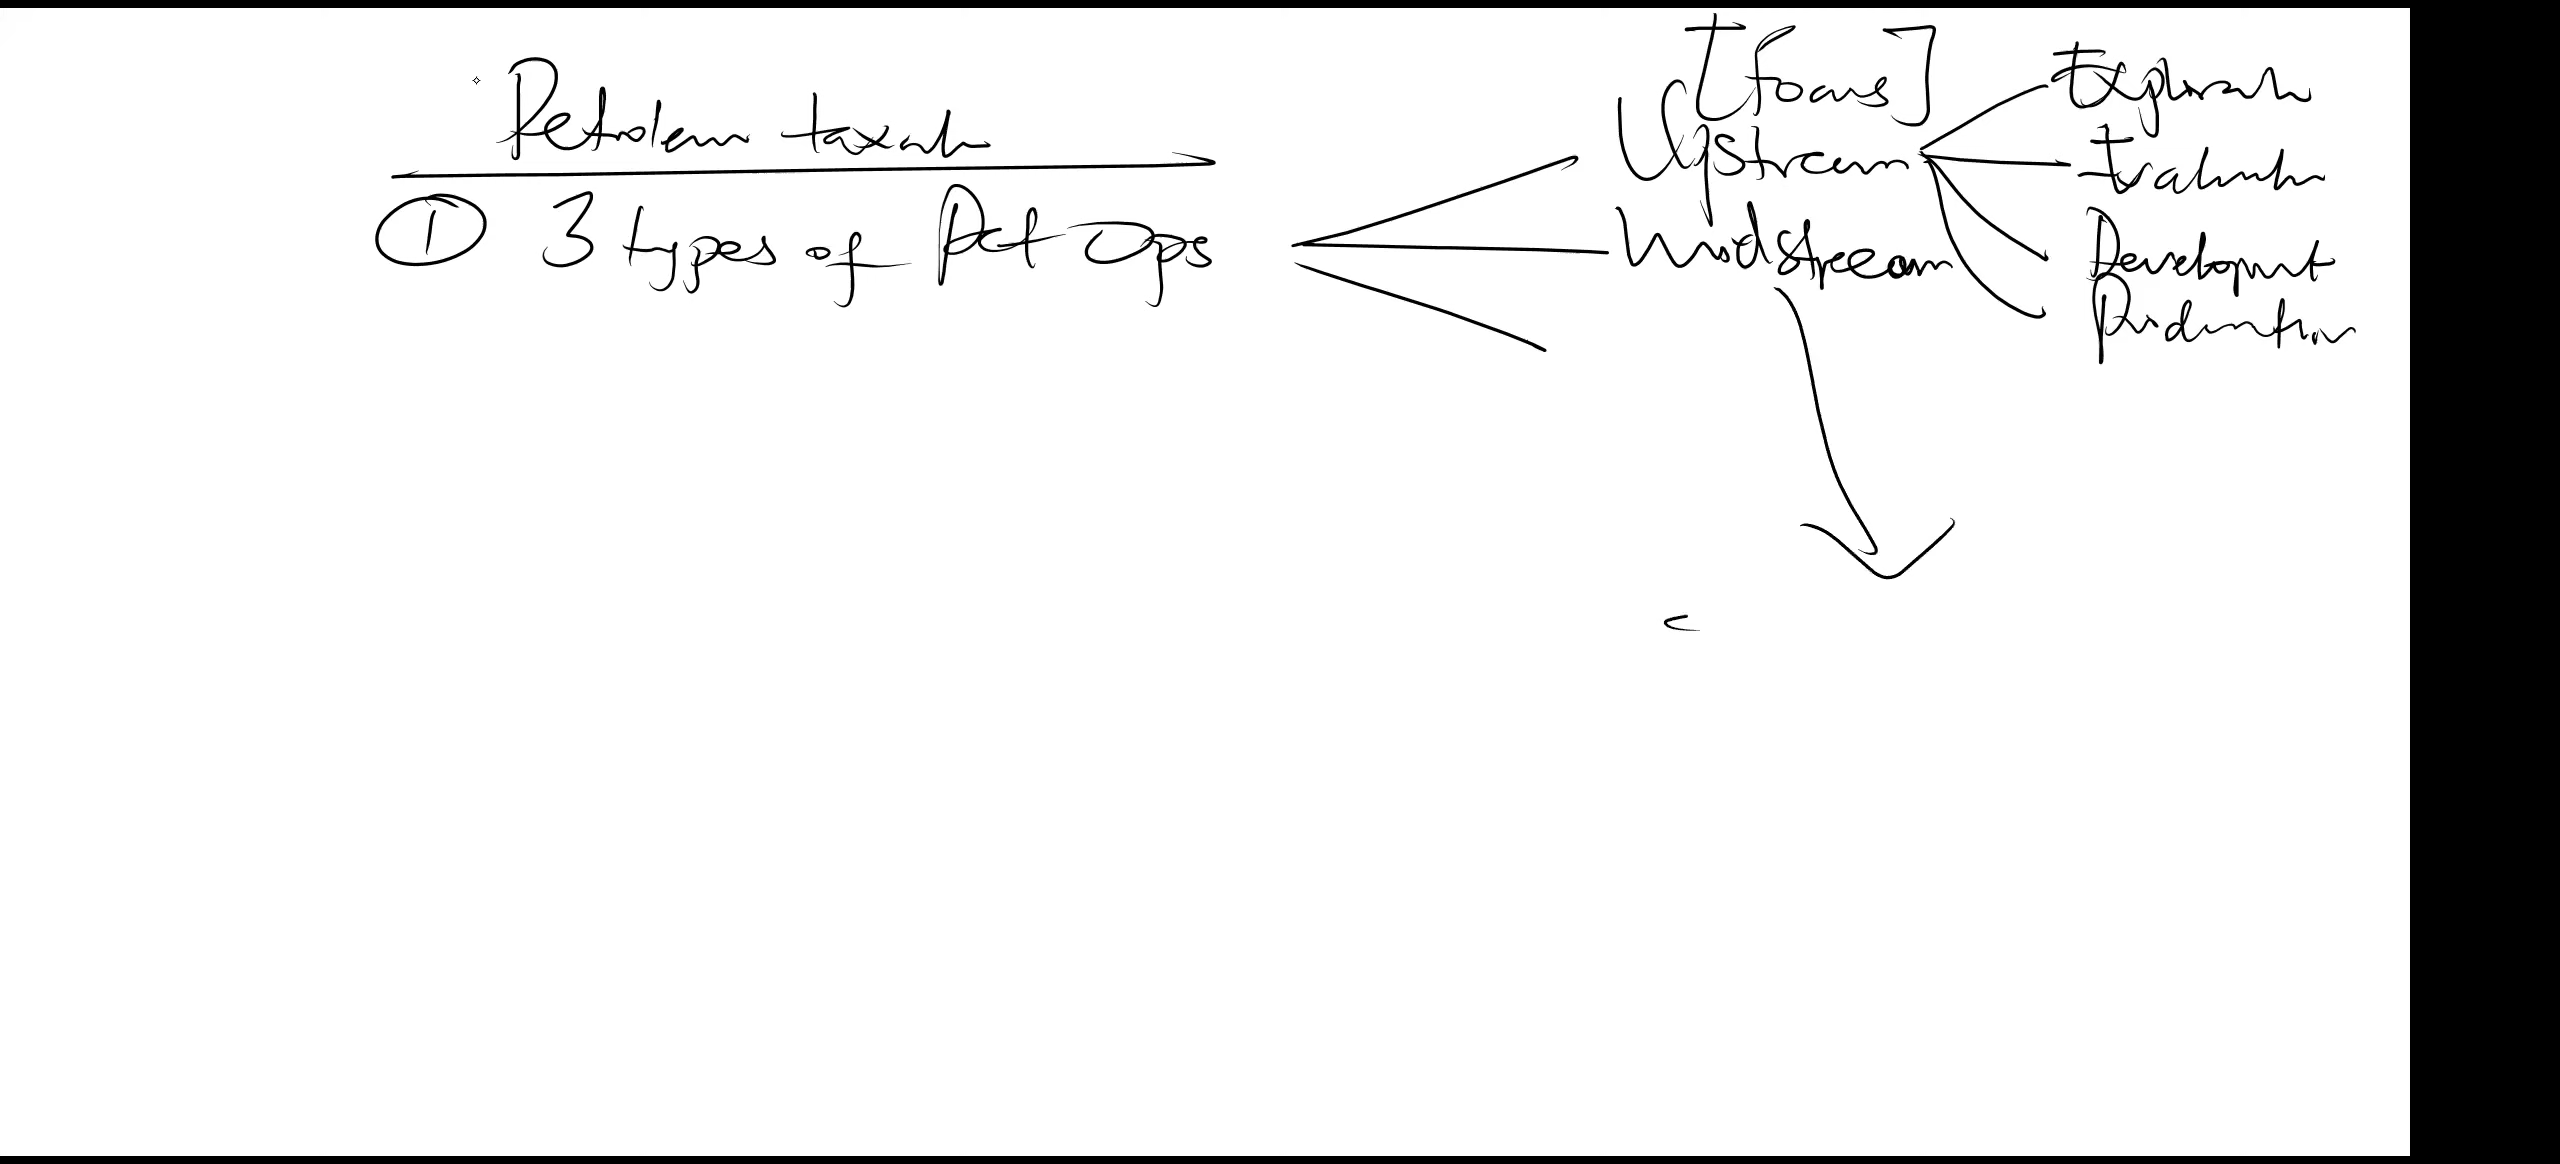 Petroleum taxation
① 3 types of Pet Ops
[Focus]
Upstream
Midstream
Exploration
Evaluation
Development
Production